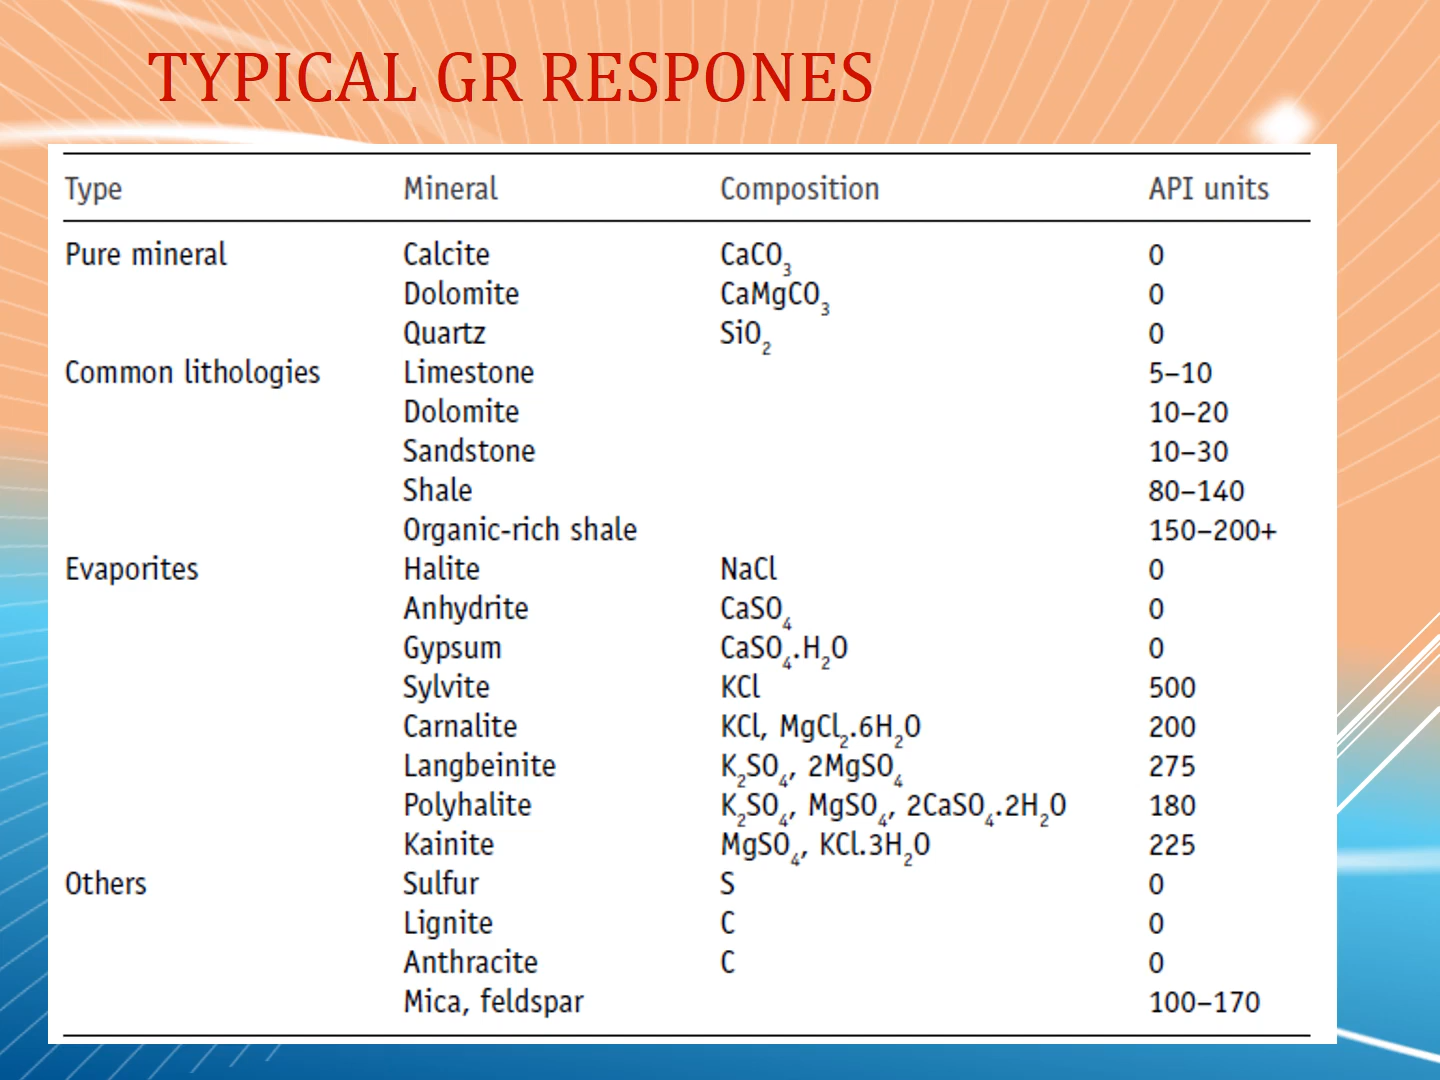 TYPICAL GR RESPONES
Type Mineral Composition API units
Pure mineral Calcite CaCO3 0
Dolomite CaMgCO3 0
Quartz SiO2 0
Common lithologies Limestone 5–10
Dolomite 10–20
Sandstone 10–30
Shale 80–140
Organic-rich shale 150–200+
Evaporites Halite NaCl 0
Anhydrite CaSO4 0
Gypsum CaSO4.H2O 0
Sylvite KCl 500
Carnalite KCl, MgCl2.6H2O 200
Langbeinite K2SO4, 2MgSO4 275
Polyhalite K2SO4, MgSO4, 2CaSO4.2H2O 180
Kainite MgSO4, KCl.3H2O 225
Others Sulfur S 0
Lignite C 0
Anthracite C 0
Mica, feldspar 100–170